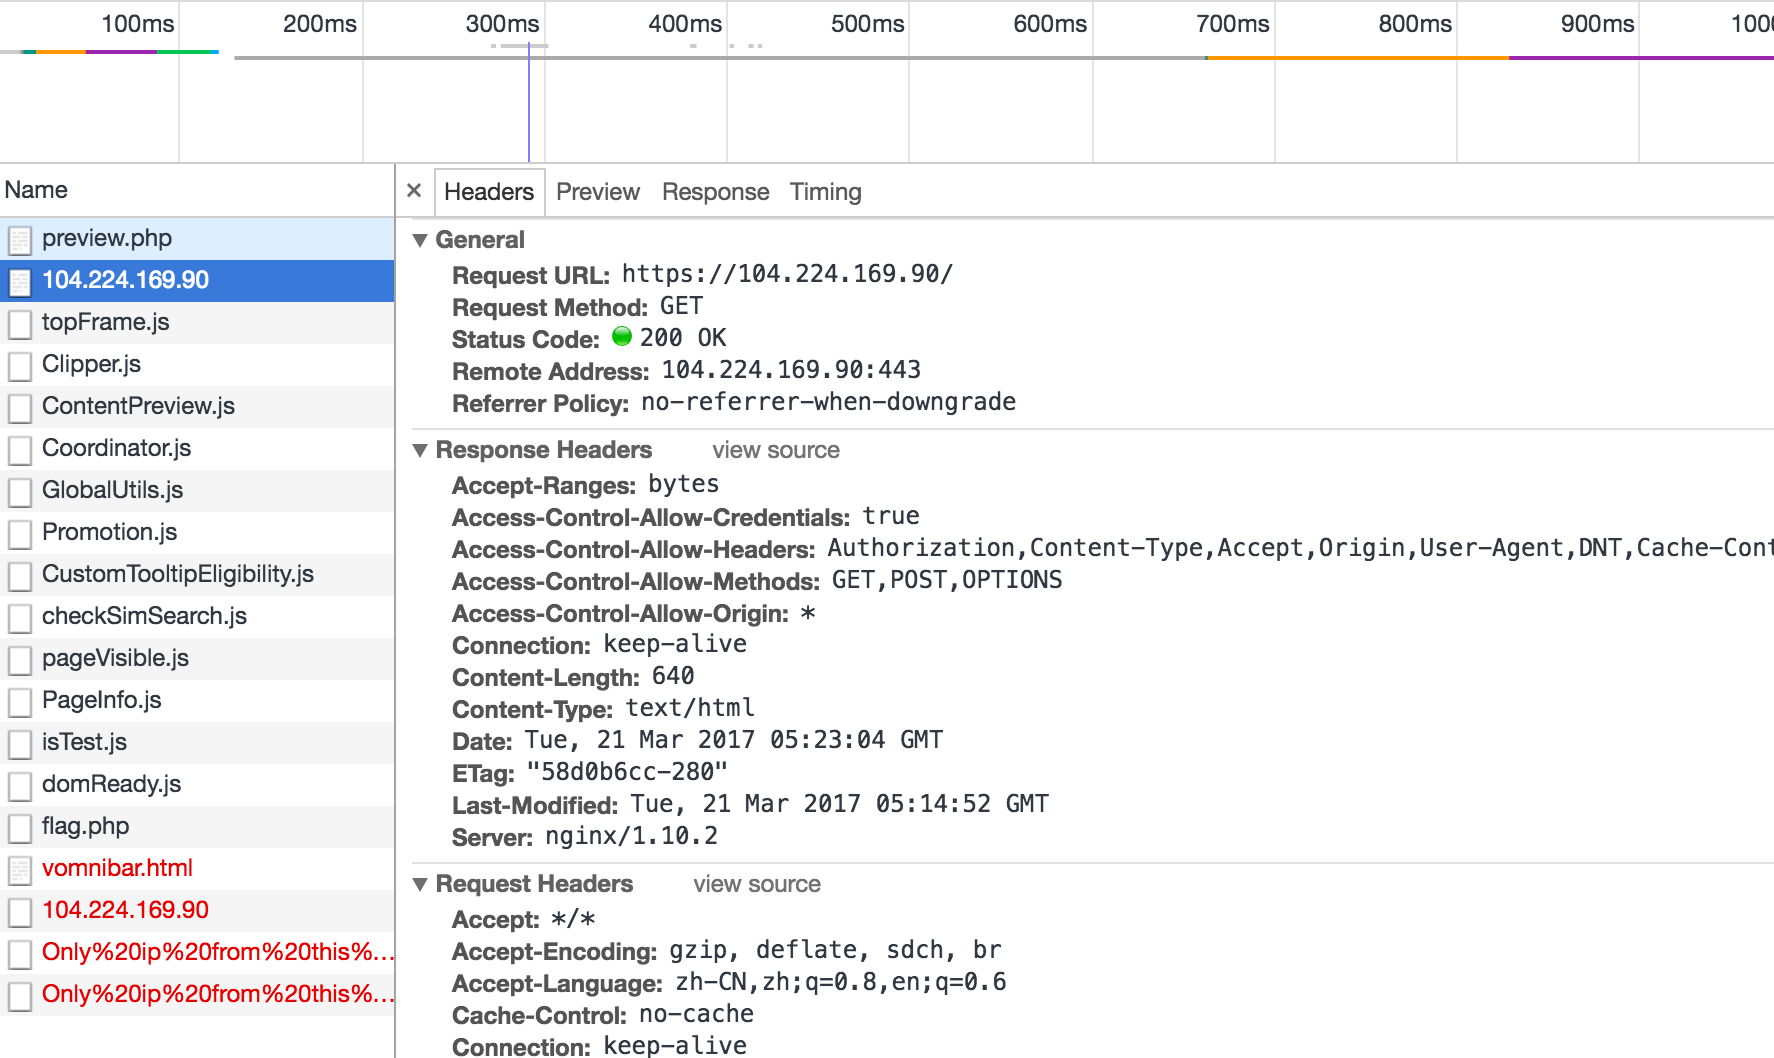 100ms 200ms 300ms 400ms 500ms 600ms 700ms 800ms 900ms
Name
preview.php
104.224.169.90
topFrame.js
Clipper.js
ContentPreview.js
Coordinator.js
GlobalUtils.js
Promotion.js
CustomTooltipEligibility.js
checkSimSearch.js
pageVisible.js
PageInfo.js
isTest.js
domReady.js
flag.php
vomnibar.html
104.224.169.90
Only%20ip%20from%20this%...
Only%20ip%20from%20this%...
× Headers Preview Response Timing
▼ General
Request URL: https://104.224.169.90/
Request Method: GET
Status Code: 200 OK
Remote Address: 104.224.169.90:443
Referrer Policy: no-referrer-when-downgrade
▼ Response Headers view source
Accept-Ranges: bytes
Access-Control-Allow-Credentials: true
Access-Control-Allow-Headers: Authorization,Content-Type,Accept,Origin,User-Agent,DNT,Cache-Cont
Access-Control-Allow-Methods: GET,POST,OPTIONS
Access-Control-Allow-Origin: *
Connection: keep-alive
Content-Length: 640
Content-Type: text/html
Date: Tue, 21 Mar 2017 05:23:04 GMT
ETag: "58d0b6cc-280"
Last-Modified: Tue, 21 Mar 2017 05:14:52 GMT
Server: nginx/1.10.2
▼ Request Headers view source
Accept: */*
Accept-Encoding: gzip, deflate, sdch, br
Accept-Language: zh-CN,zh;q=0.8,en;q=0.6
Cache-Control: no-cache
Connection: keep-alive